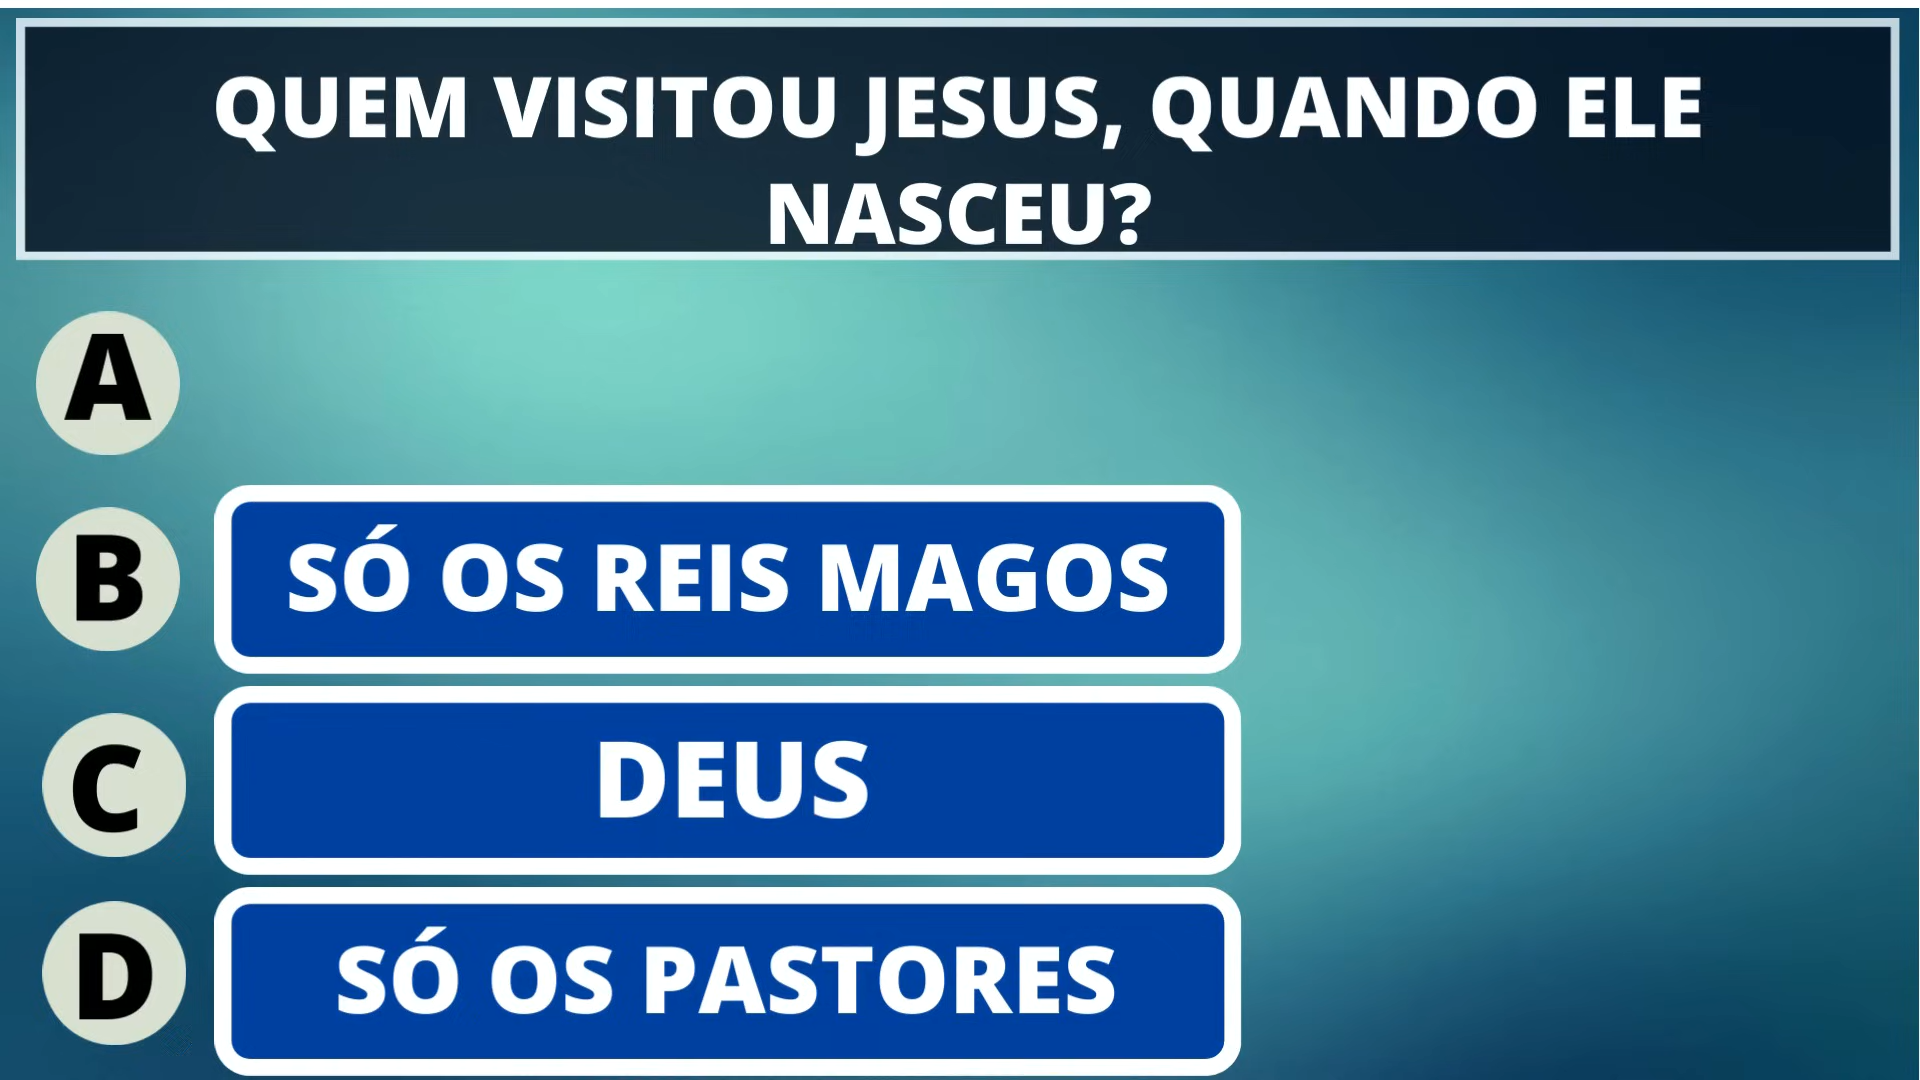 QUEM VISITOU JESUS, QUANDO ELE
NASCEU?
A
B
SÓ OS REIS MAGOS
C
DEUS
D
SÓ OS PASTORES